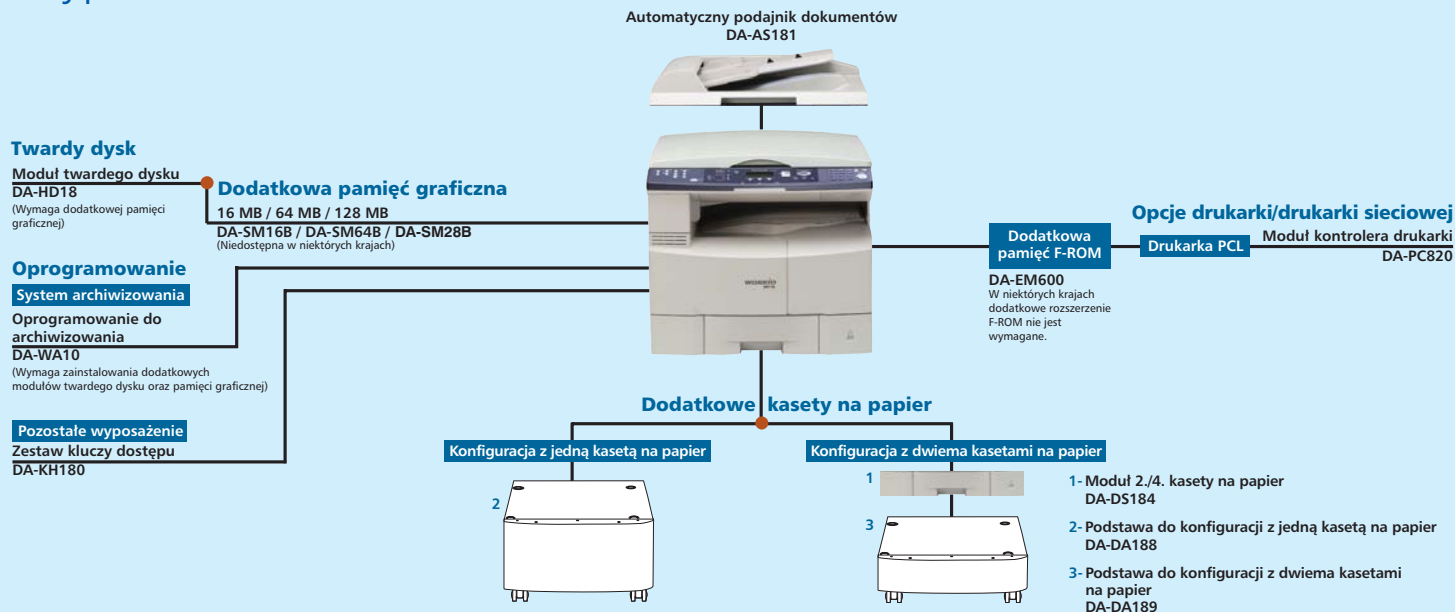 Automatyczny podajnik dokumentów
DA-AS181
Twardy dysk
Moduł twardego dysku
DA-HD18
(Wymaga dodatkowej pamięci
graficznej)
Dodatkowa pamięć graficzna
16 MB / 64 MB / 128 MB
DA-SM16B / DA-SM64B / DA-SM28B
(Niedostępna w niektórych krajach)
Oprogramowanie
System archiwizowania
Oprogramowanie do
archiwizowania
DA-WA10
(Wymaga zainstalowania dodatkowych
modułów twardego dysku oraz pamięci graficznej)
Pozostałe wyposażenie
Zestaw kluczy dostępu
DA-KH180
Opcje drukarki/drukarki sieciowej
Dodatkowa
pamięć F-ROM
Drukarka PCL
Moduł kontrolera drukarki
DA-PC820
DA-EM600
W niektórych krajach
dodatkowe rozszerzenie
F-ROM nie jest
wymagane.
Dodatkowe kasety na papier
Konfiguracja z jedną kasetą na papier
Konfiguracja z dwiema kasetami na papier
2
1
3
1- Moduł 2./4. kasety na papier
DA-DS184
2- Podstawa do konfiguracji z jedną kasetą na papier
DA-DA188
3- Podstawa do konfiguracji z dwiema kasetami
na papier
DA-DA189